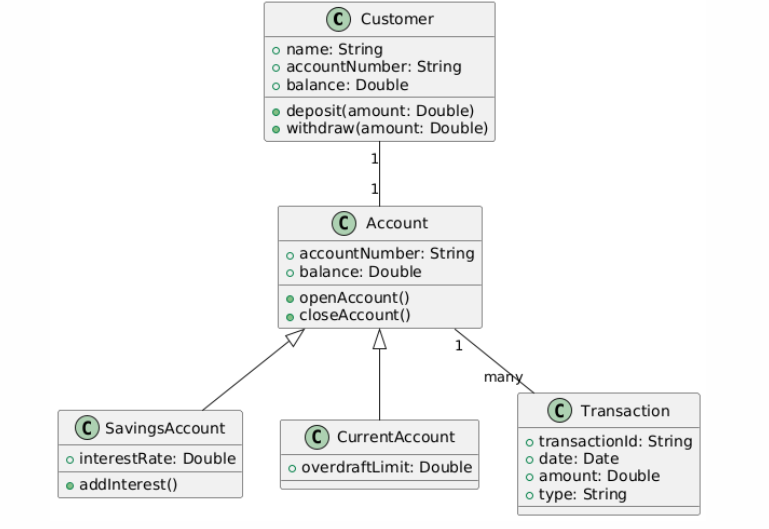 C Customer
name: String
accountNumber: String
balance: Double
deposit(amount: Double)
withdraw(amount: Double)
1
1
C Account
accountNumber: String
balance: Double
openAccount()
closeAccount()
1
many
C SavingsAccount
interestRate: Double
addInterest()
C CurrentAccount
overdraftLimit: Double
C Transaction
transactionId: String
date: Date
amount: Double
type: String